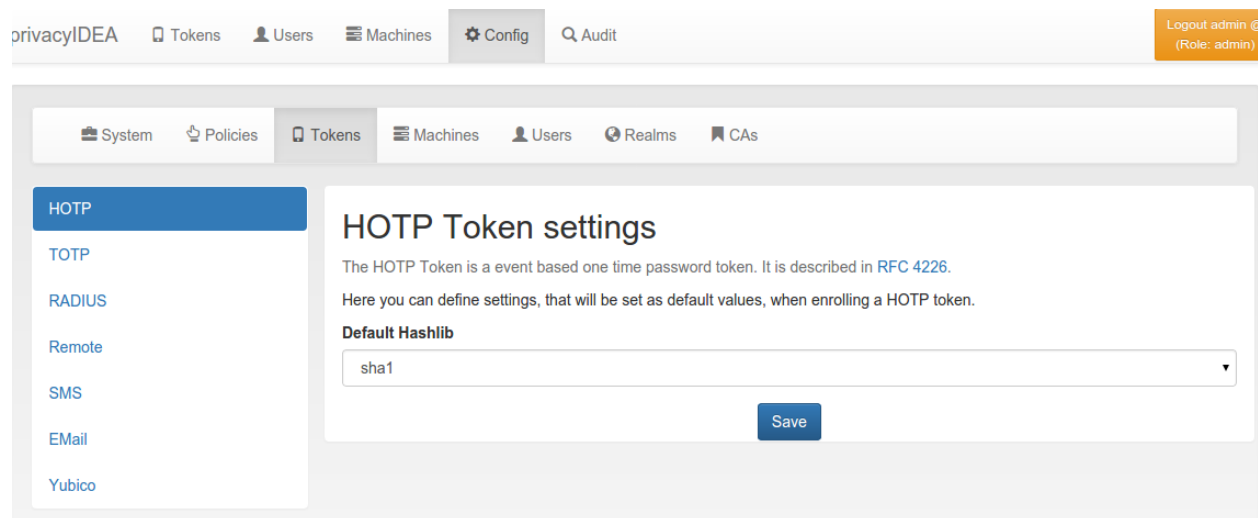 privacyIDEA Tokens Users Machines Config Audit
Logout admin @
(Role: admin)
System Policies Tokens Machines Users Realms CAs
HOTP
TOTP
RADIUS
Remote
SMS
EMail
Yubico
HOTP Token settings
The HOTP Token is a event based one time password token. It is described in RFC 4226.
Here you can define settings, that will be set as default values, when enrolling a HOTP token.
Default Hashlib
sha1
Save